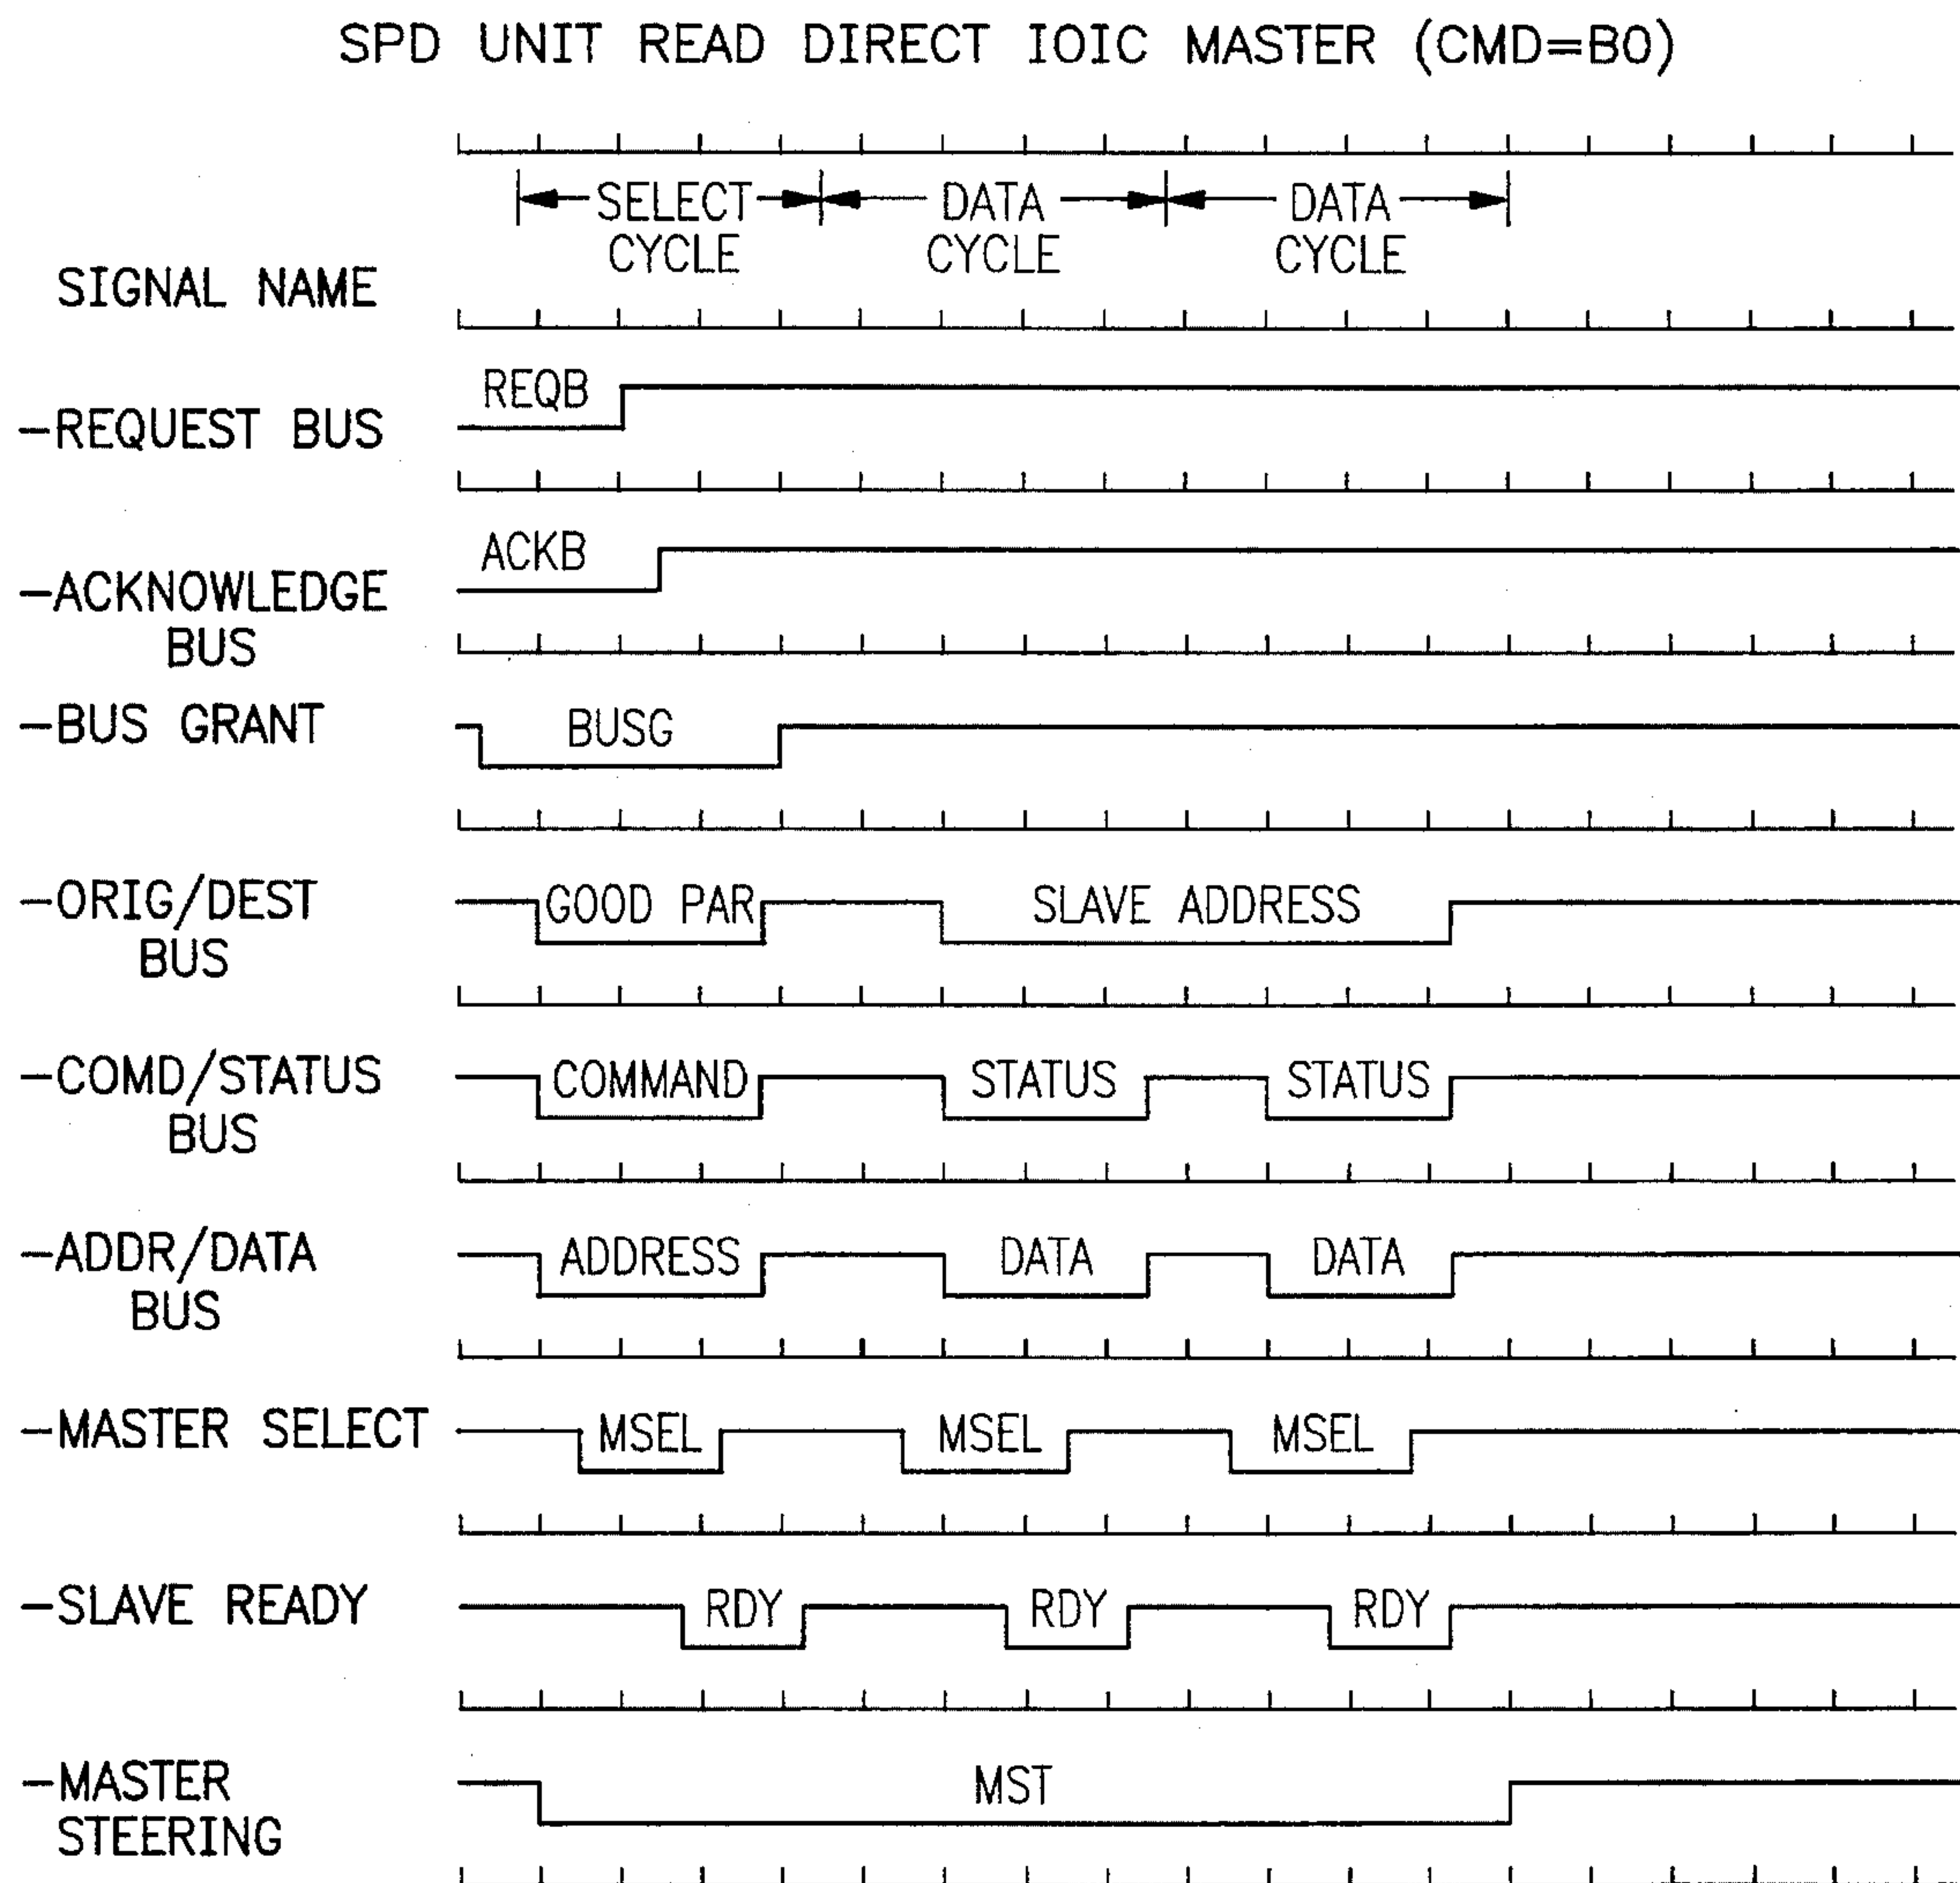 SPD UNIT READ DIRECT IOIC MASTER (CMD=B0)
SELECT CYCLE
DATA CYCLE
DATA CYCLE
SIGNAL NAME
REQB
-REQUEST BUS
ACKB
-ACKNOWLEDGE
BUS
-BUS GRANT
BUSG
-ORIG/DEST
BUS
GOOD PAR
SLAVE ADDRESS
-COMD/STATUS
BUS
COMMAND
STATUS
STATUS
-ADDR/DATA
BUS
ADDRESS
DATA
DATA
-MASTER SELECT
MSEL
MSEL
MSEL
-SLAVE READY
RDY
RDY
RDY
-MASTER
STEERING
MST